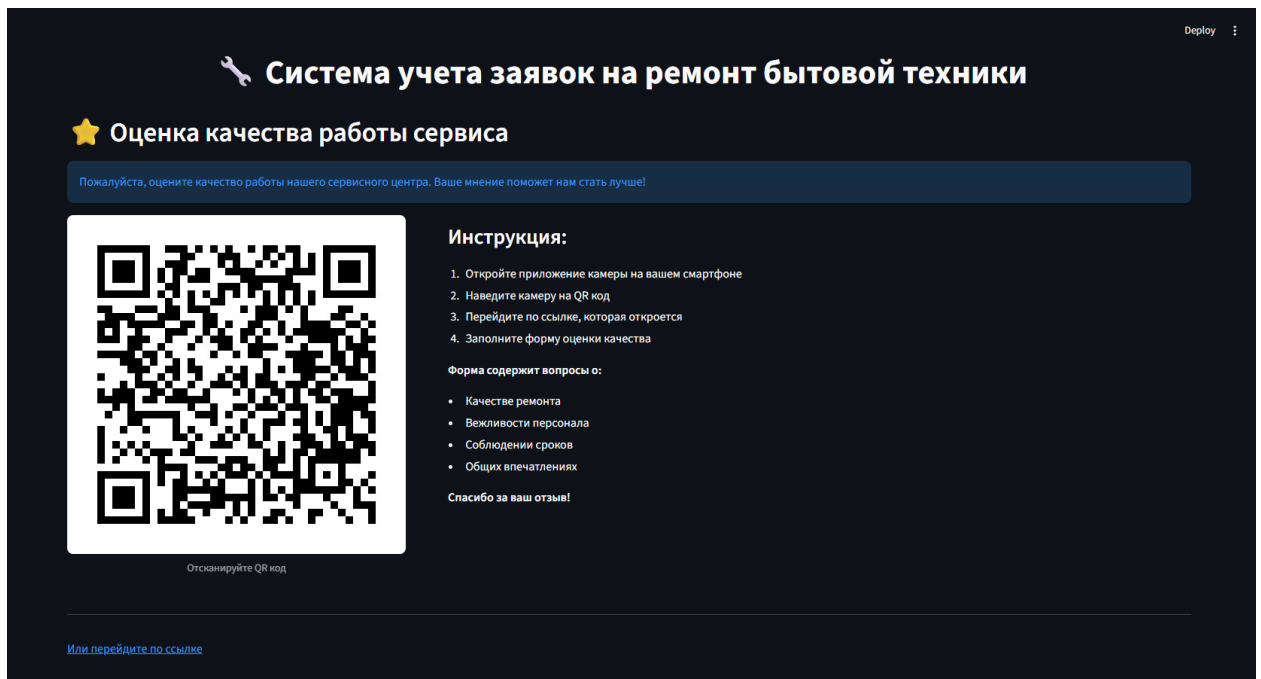 Deploy
Система учета заявок на ремонт бытовой техники
Оценка качества работы сервиса
Пожалуйста, оцените качество работы нашего сервисного центра. Ваше мнение поможет нам стать лучше!
Инструкция:
1. Откройте приложение камеры на вашем смартфоне
2. Наведите камеру на QR код
3. Перейдите по ссылке, которая откроется
4. Заполните форму оценки качества
Форма содержит вопросы о:
• Качестве ремонта
• Вежливости персонала
• Соблюдении сроков
• Общих впечатлениях
Спасибо за ваш отзыв!
Отсканируйте QR код
Или перейдите по ссылке